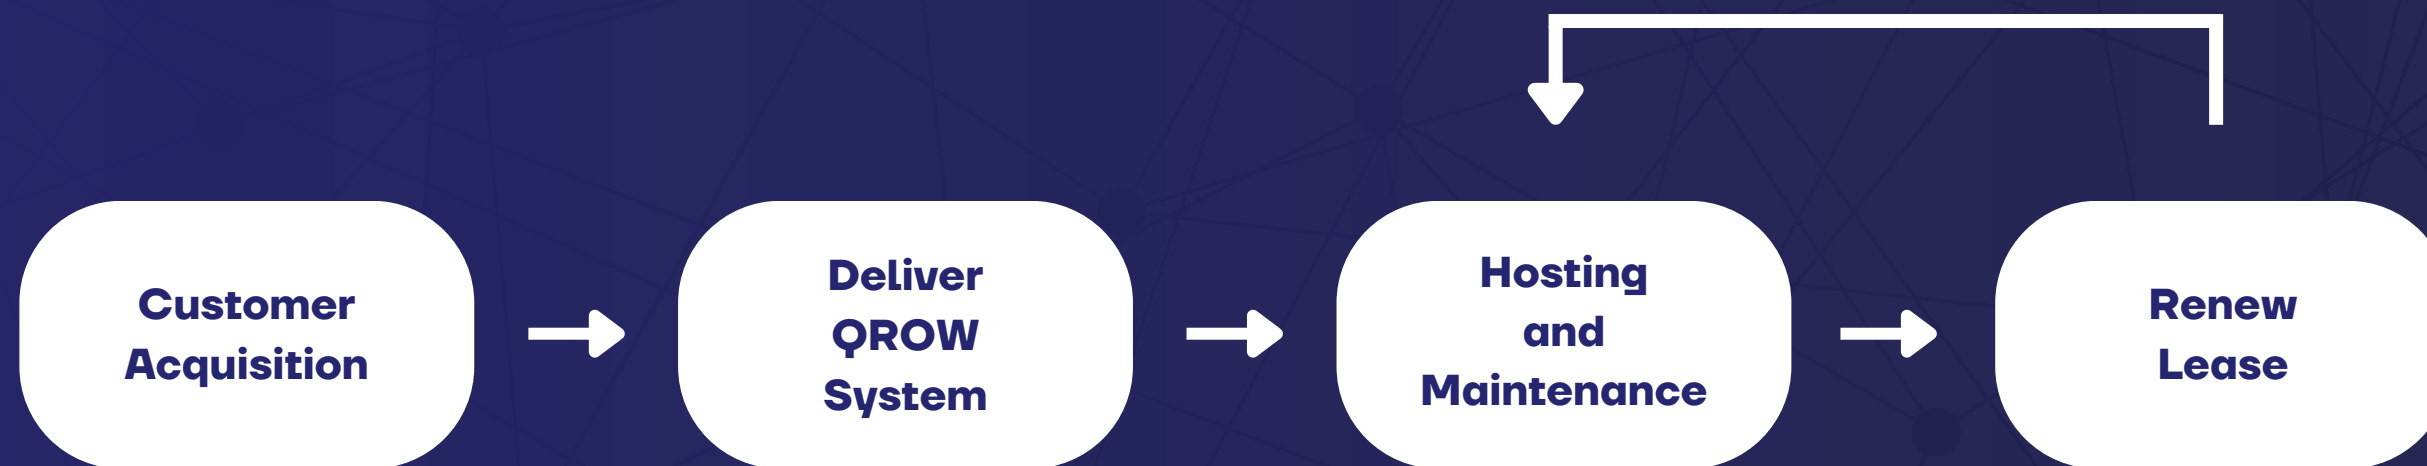 Customer
Acquisition
Deliver
QROW
System
Hosting
and
Maintenance
Renew
Lease